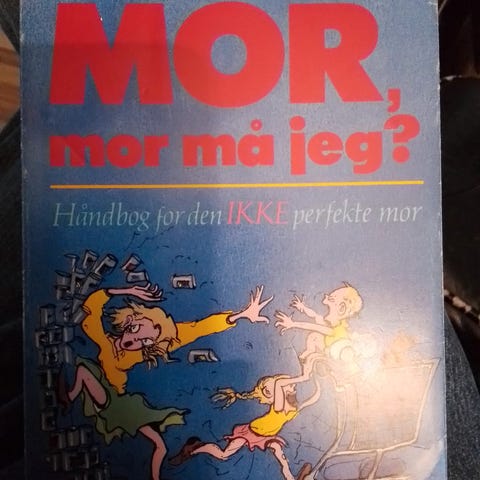 MOR,
mor må jeg?
Håndbog for den IKKE perfekte mor